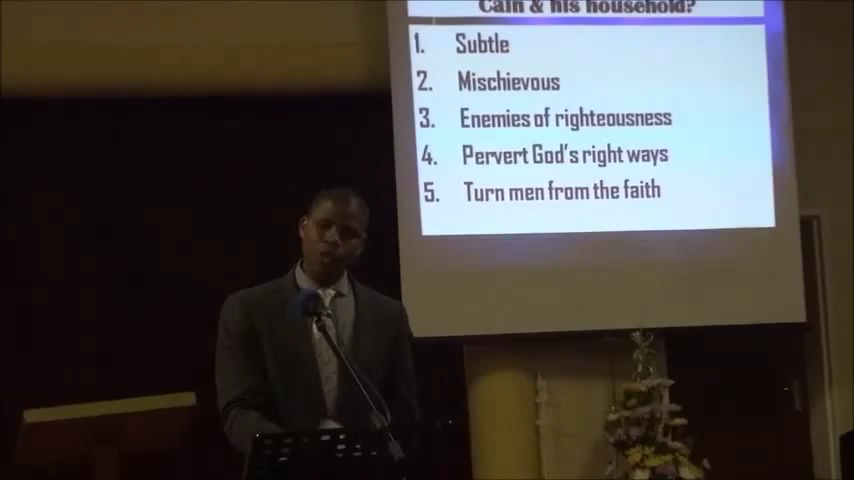 Cain & his household?
1. Subtle
2. Mischievous
3. Enemies of righteousness
4. Pervert God's right ways
5. Turn men from the faith